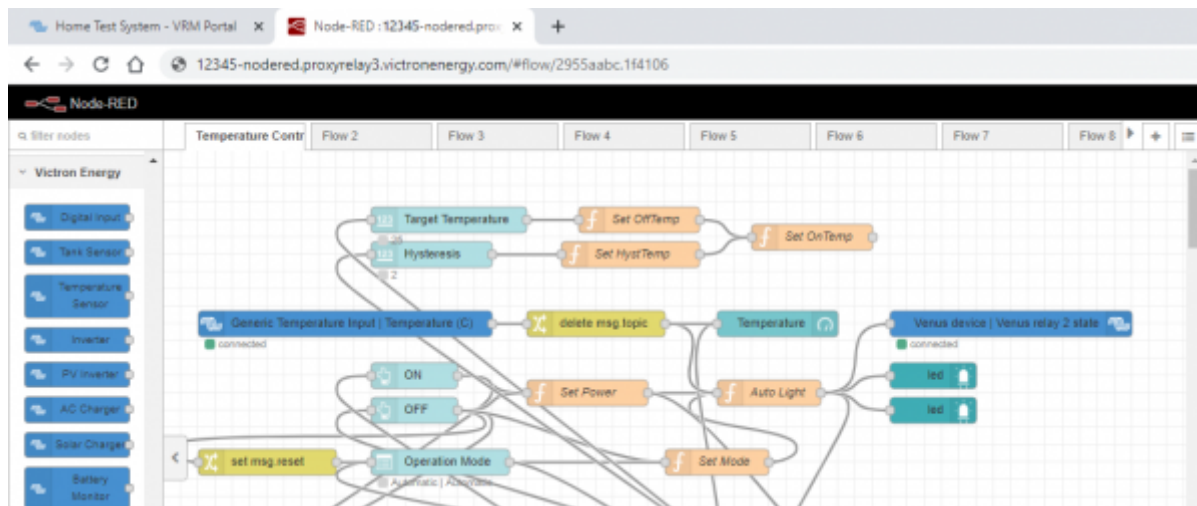 Home Test System - VRM Portal
Node-RED : 12345-nodered.prox
12345-nodered.proxyrelay3.victronenergy.com/#flow/2955aabc.1f4106
Node-RED
filter nodes
Temperature Contr
Flow 2
Flow 3
Flow 4
Flow 5
Flow 6
Flow 7
Flow 8
Victron Energy
Digital Input
Tank Sensor
Temperature
Sensor
Inverter
PV Inverter
AC Charger
Solar Charger
Battery
Monitor
123 Target Temperature
25
Set OffTemp
Set OnTemp
123 Hysteresis
2
Set HystTemp
Generic Temperature Input | Temperature (C)
connected
delete msg.topic
Temperature
Venus device | Venus relay 2 state
connected
ON
Set Power
Auto Light
led
OFF
led
set msg.reset
Operation Mode
Automatic | Automatic
Set Mode